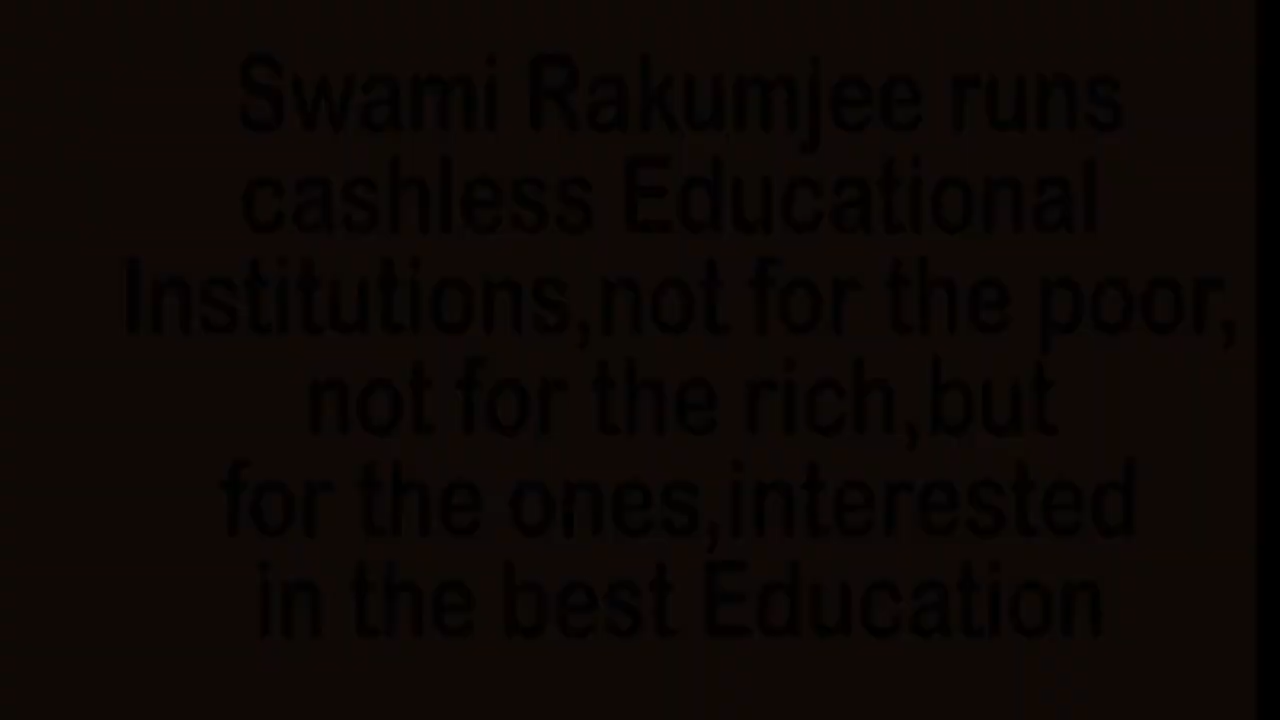 Swami Rakumjee runs
cashless Educational
Institutions,not for the poor,
not for the rich,but
for the ones,interested
in the best Education